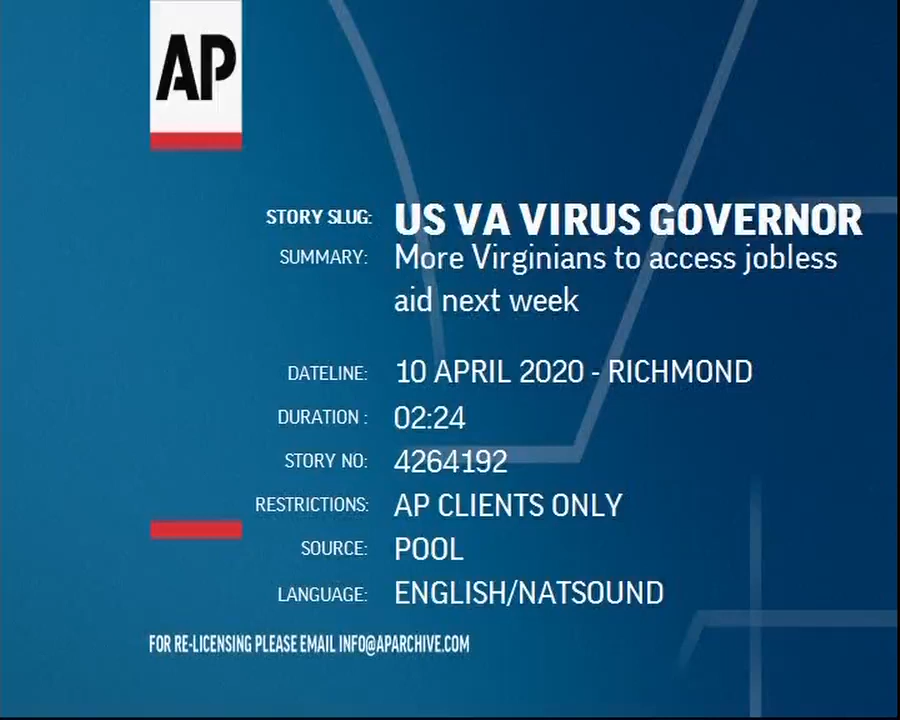 AP
STORY SLUG: US VA VIRUS GOVERNOR
SUMMARY: More Virginians to access jobless
aid next week
DATELINE: 10 APRIL 2020 - RICHMOND
DURATION : 02:24
STORY NO: 4264192
RESTRICTIONS: AP CLIENTS ONLY
SOURCE: POOL
LANGUAGE: ENGLISH/NATSOUND
FOR RE-LICENSING PLEASE EMAIL INFO@APARCHIVE.COM